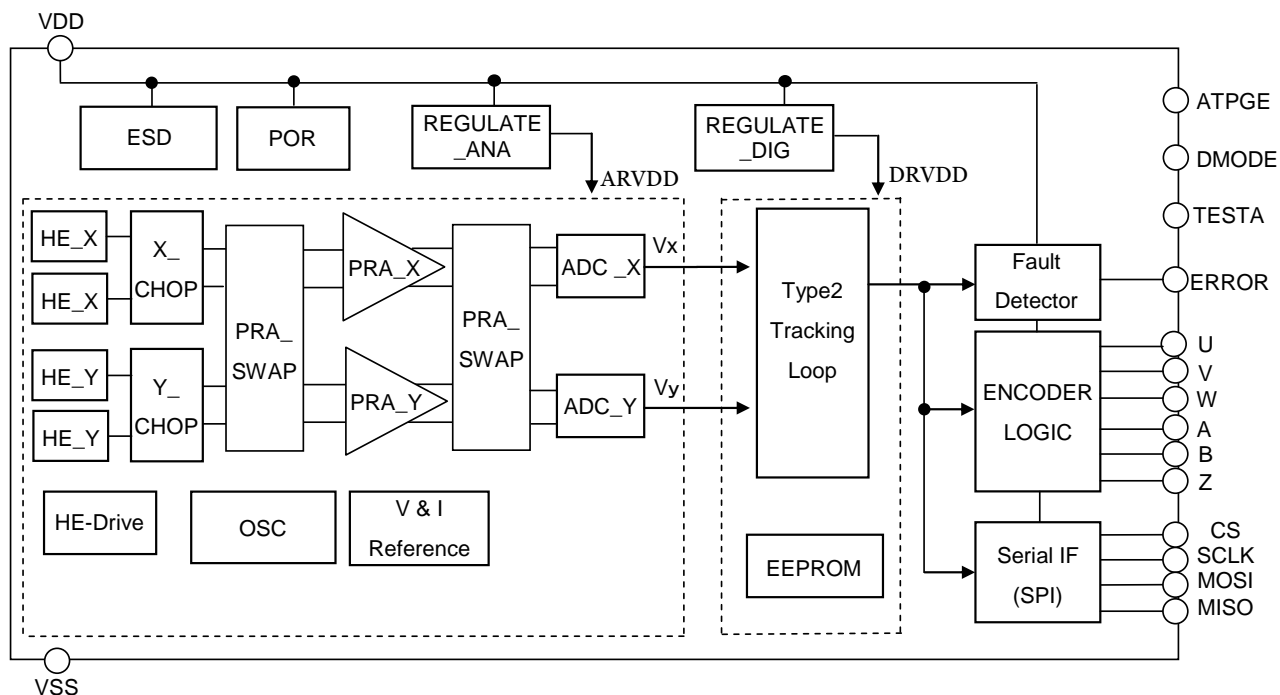 VDD
ESD
POR
REGULATE
_ANA
REGULATE
_DIG
ARVDD
DRVDD
ATPGE
DMODE
TESTA
HE_X
HE_X
X_
CHOP
HE_Y
HE_Y
Y_
CHOP
PRA_
SWAP
PRA_X
PRA_Y
PRA_
SWAP
ADC_X
ADC_Y
Vx
Vy
Type2
Tracking
Loop
Fault
Detector
ERROR
ENCODER
LOGIC
U
V
W
A
B
Z
HE-Drive
OSC
V & I
Reference
EEPROM
Serial IF
(SPI)
CS
SCLK
MOSI
MISO
VSS